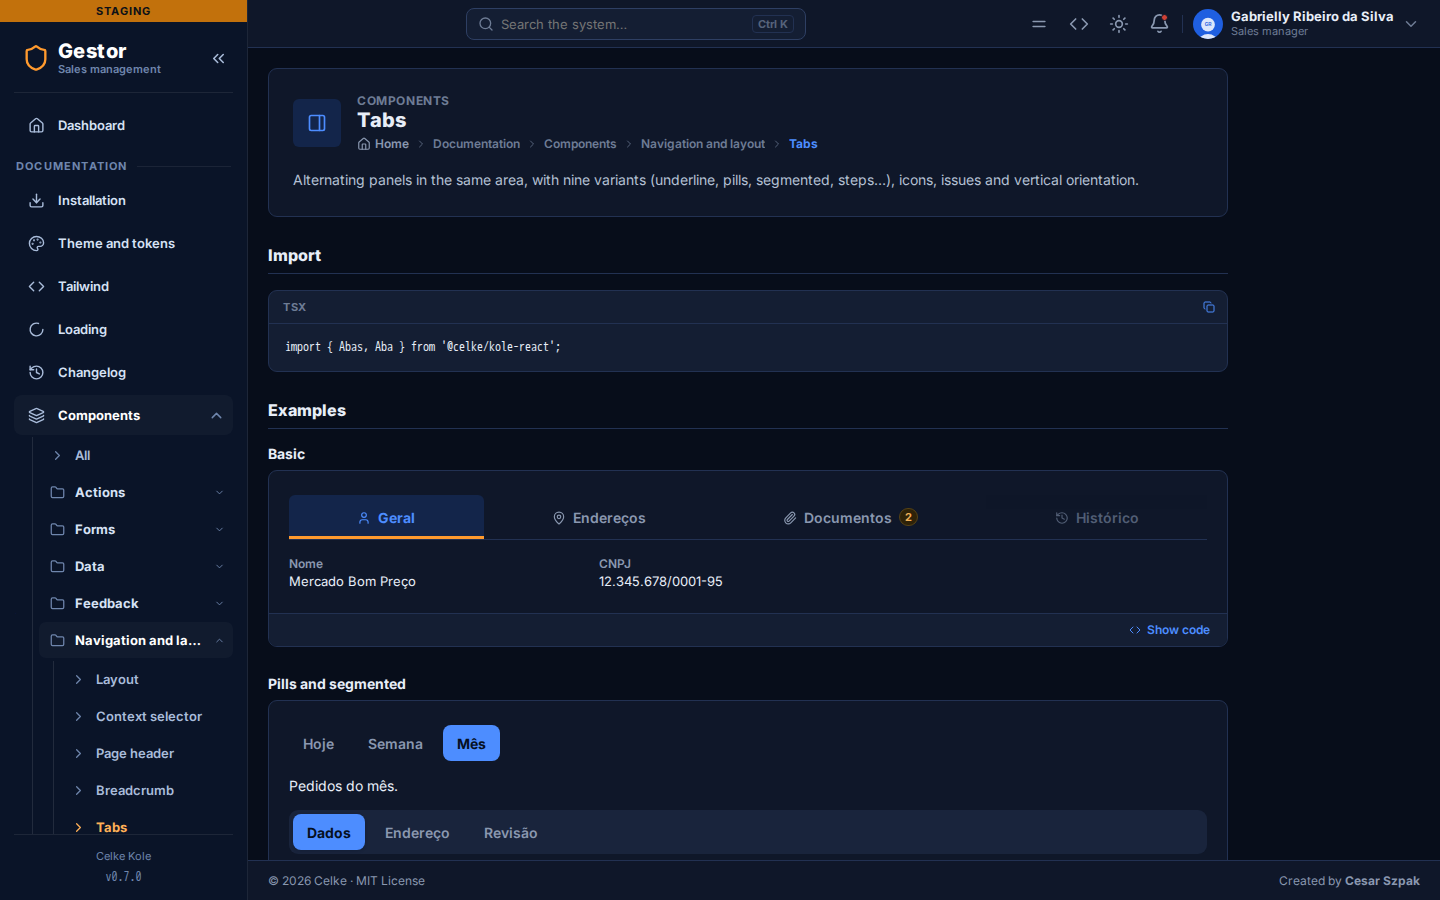 STAGING
Gestor
Sales management
Dashboard
DOCUMENTATION
Installation
Theme and tokens
Tailwind
Loading
Changelog
Components
All
Actions
Forms
Data
Feedback
Navigation and la...
Layout
Context selector
Page header
Breadcrumb
Tabs
Celke Kole
v0.7.0
Search the system...
Ctrl K
GR
Gabrielly Ribeiro da Silva
Sales manager
COMPONENTS
Tabs
Home
Documentation
Components
Navigation and layout
Tabs
Alternating panels in the same area, with nine variants (underline, pills, segmented, steps...), icons, issues and vertical orientation.
Import
TSX
import { Abas, Aba } from '@celke/kole-react';
Examples
Basic
Geral
Endereços
Documentos 2
Histórico
Nome
Mercado Bom Preço
CNPJ
12.345.678/0001-95
Show code
Pills and segmented
Hoje
Semana
Mês
Pedidos do mês.
Dados
Endereço
Revisão
© 2026 Celke · MIT License
Created by Cesar Szpak